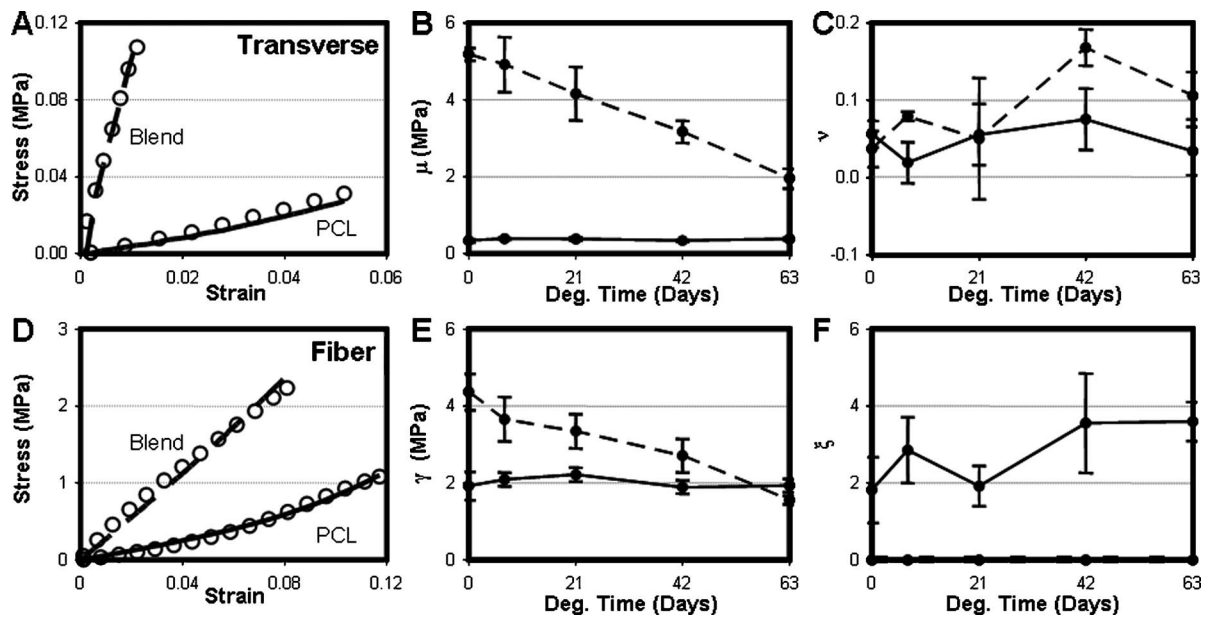 A
0.12
0.08
0.04
0.00
Stress (MPa)
Transverse
Blend
PCL
0
0.02
0.04
0.06
Strain
B
6
4
2
0
μ (MPa)
0
21
42
63
Deg. Time (Days)
C
0.2
0.1
0.0
-0.1
ν
0
21
42
63
Deg. Time (Days)
D
3
2
1
0
Stress (MPa)
Fiber
Blend
PCL
0
0.04
0.08
0.12
Strain
E
6
4
2
0
γ (MPa)
0
21
42
63
Deg. Time (Days)
F
6
4
2
0
ξ
0
21
42
63
Deg. Time (Days)